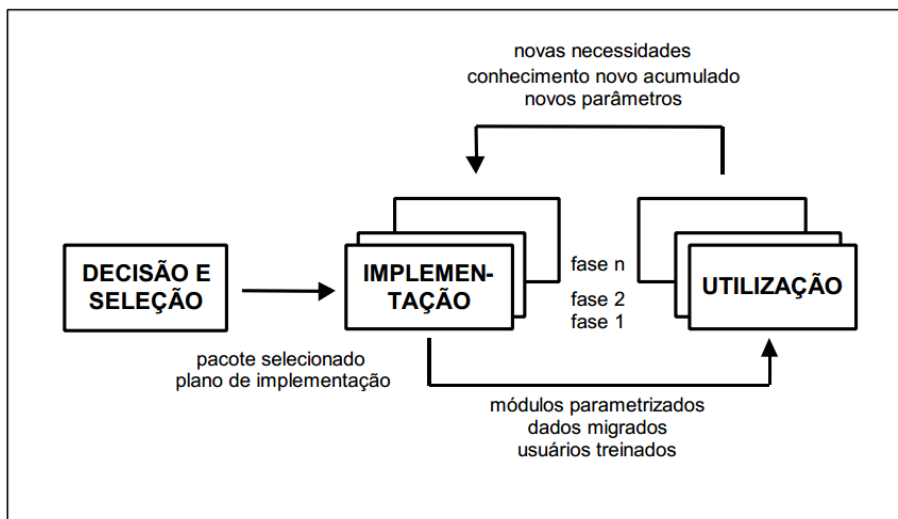 novas necessidades
conhecimento novo acumulado
novos parâmetros
DECISÃO E
SELEÇÃO
IMPLEMEN-
TAÇÃO
fase n
fase 2
fase 1
UTILIZAÇÃO
pacote selecionado
plano de implementação
módulos parametrizados
dados migrados
usuários treinados